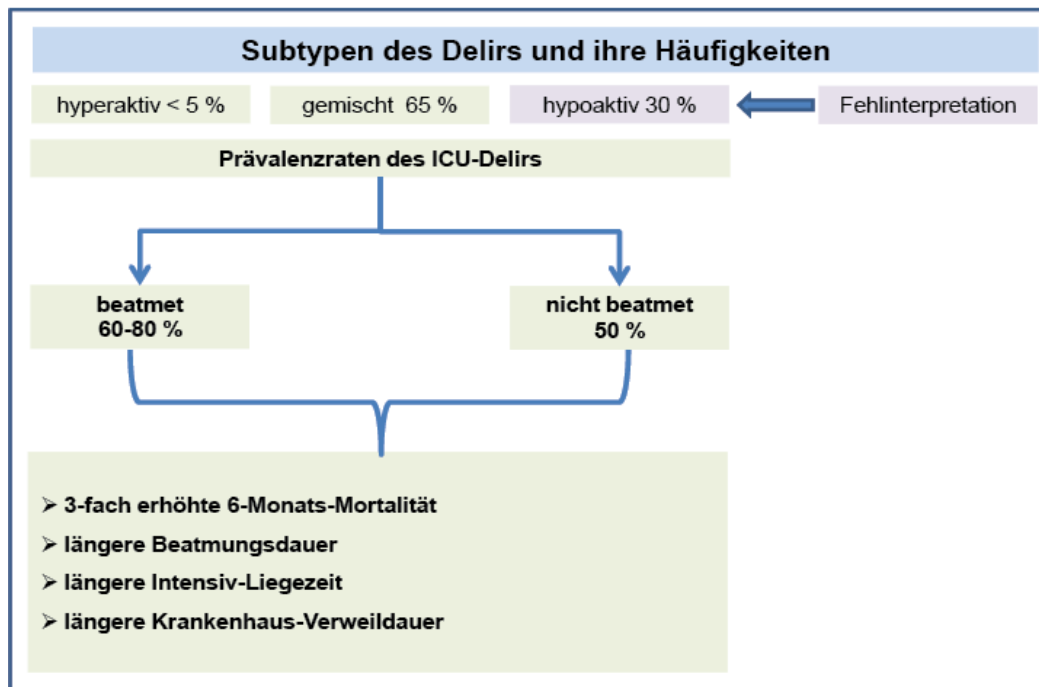 Subtypen des Delirs und ihre Häufigkeiten
hyperaktiv < 5 %
gemischt 65 %
hypoaktiv 30 %
Fehlinterpretation
Prävalenzraten des ICU-Delirs
beatmet
60-80 %
nicht beatmet
50 %
➢ 3-fach erhöhte 6-Monats-Mortalität
➢ längere Beatmungsdauer
➢ längere Intensiv-Liegezeit
➢ längere Krankenhaus-Verweildauer